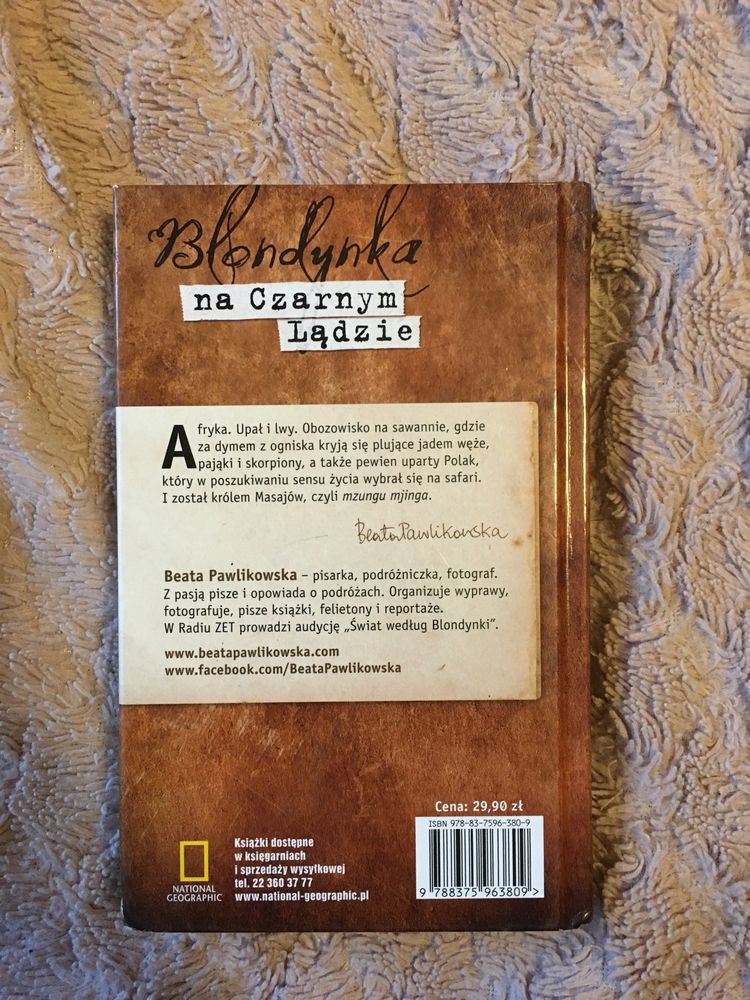 Blondynka
na Czarnym
Lądzie
Afryka. Upał i lwy. Obozowisko na sawannie, gdzie
za dymem z ogniska kryją się plujące jadem węże,
pająki i skorpiony, a także pewien uparty Polak,
który w poszukiwaniu sensu życia wybrał się na safari.
I został królem Masajów, czyli mzungu mjinga.
Beata Pawlikowska
Beata Pawlikowska – pisarka, podróżniczka, fotograf.
Z pasją pisze i opowiada o podróżach. Organizuje wyprawy,
fotografuje, pisze książki, felietony i reportaże.
W Radiu ZET prowadzi audycję „Świat według Blondynki”.
www.beatapawlikowska.com
www.facebook.com/BeataPawlikowska
Cena: 29,90 zł
ISBN 978-83-7596-380-9
9 788375 963809 >
NATIONAL
GEOGRAPHIC
Książki dostępne
w księgarniach
i sprzedaży wysyłkowej
tel. 22 360 37 77
www.national-geographic.pl